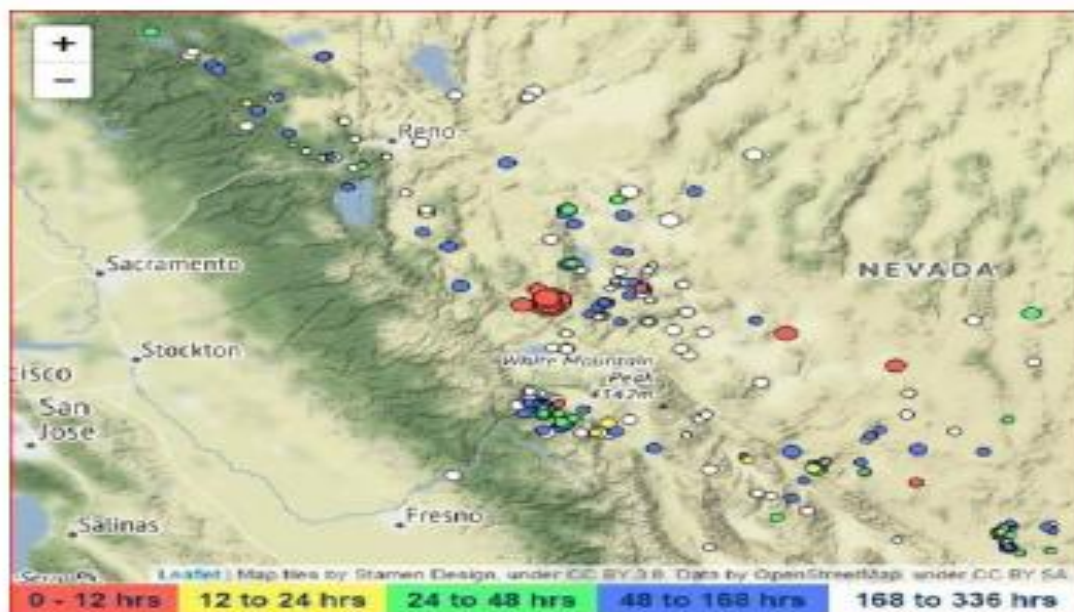 +
−
Reno
Sacramento
NEVADA
Stockton
White Mountain
Peak
4342m
CISCO
San
Jose
Fresno
Salinas
Leaflet | Map tiles by Stamen Design, under CC BY 3.0. Data by OpenStreetMap, under CC BY SA
0 - 12 hrs
12 to 24 hrs
24 to 48 hrs
48 to 168 hrs
168 to 336 hrs